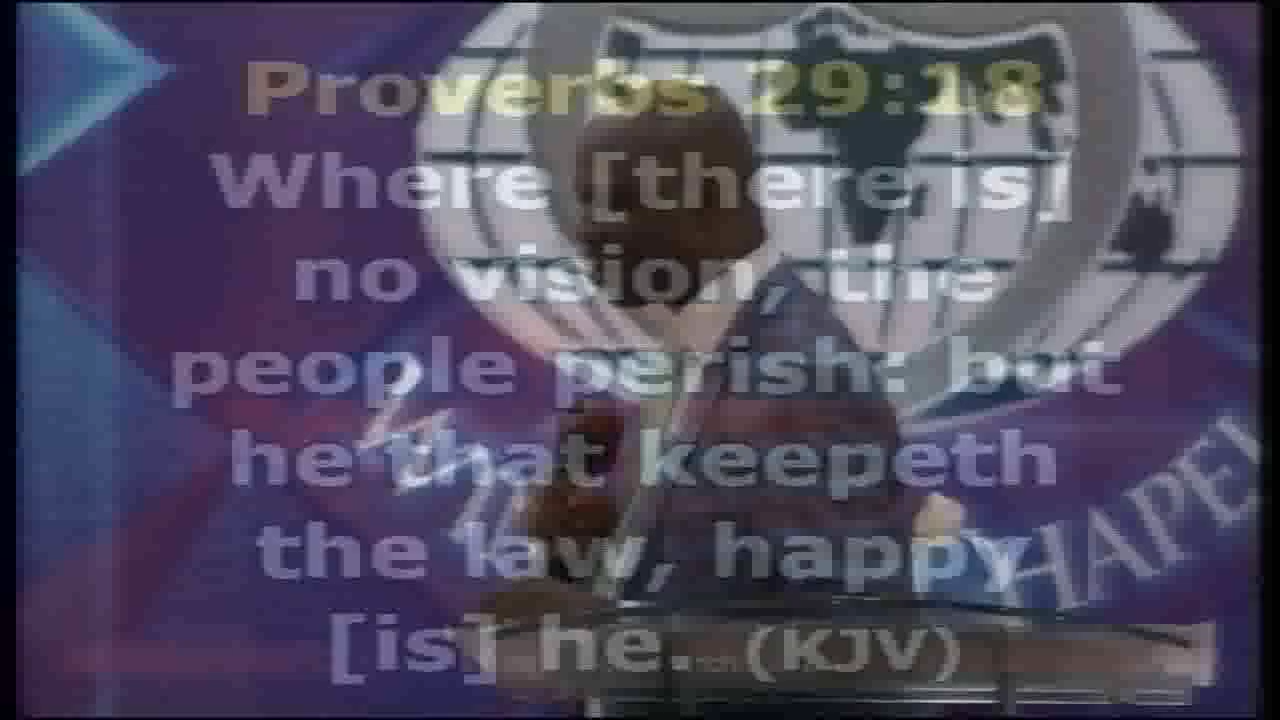 Proverbs 29:18
Where [there is]
no vision, the
people perish: but
he that keepeth
the law, happy
[is] he. (KJV)
HAPEL